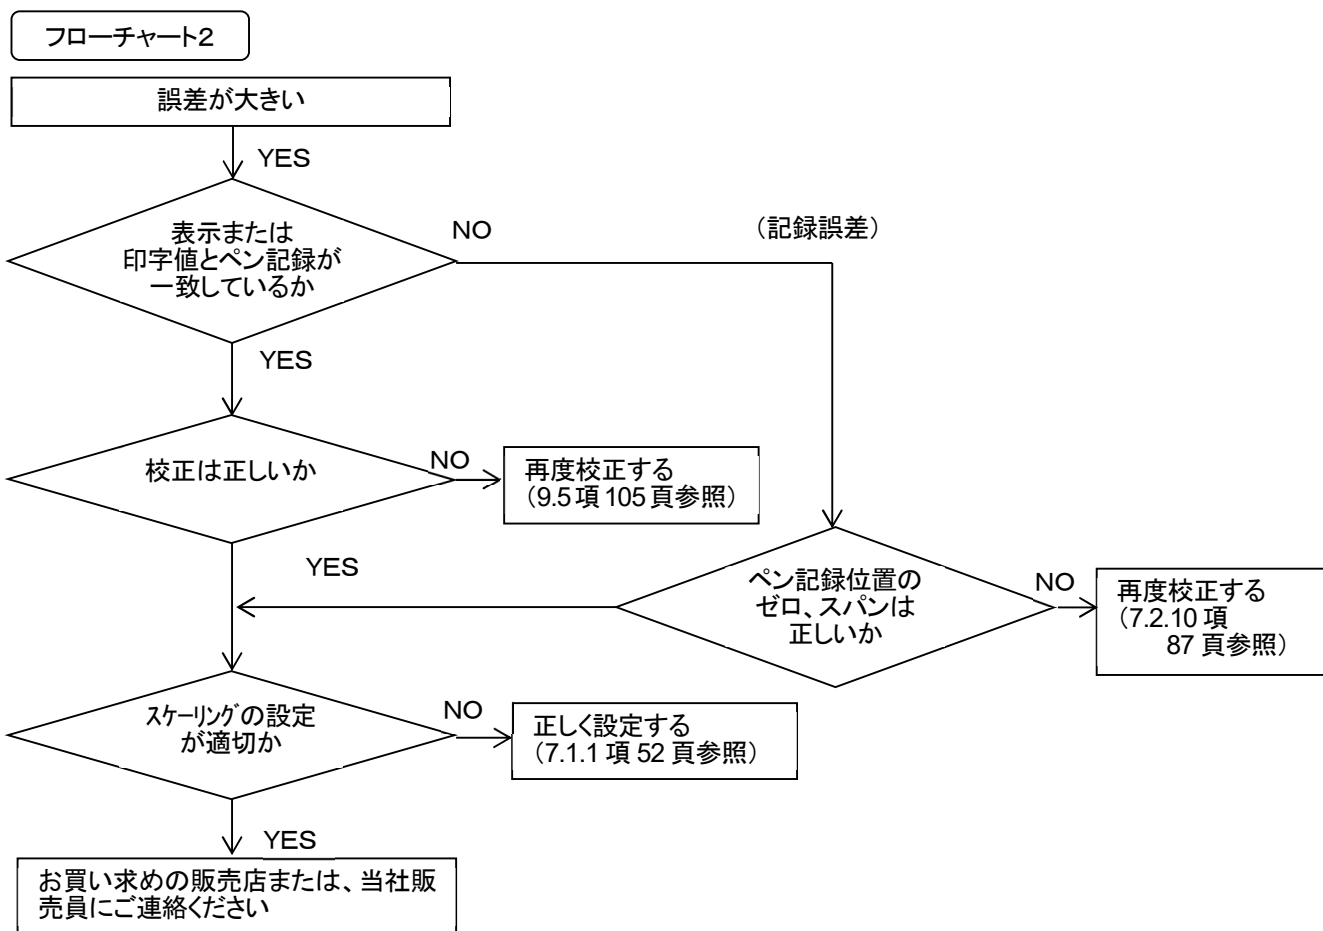 フローチャート2
誤差が大きい
YES
表示または
印字値とペン記録が
一致しているか
NO
（記録誤差）
YES
校正は正しいか
NO
再度校正する
（9.5項 105頁参照）
YES
ペン記録位置の
ゼロ、スパンは
正しいか
NO
再度校正する
（7.2.10 項
87 頁参照）
ｽｹｰﾘﾝｸﾞの設定
が適切か
NO
正しく設定する
（7.1.1 項 52 頁参照）
YES
お買い求めの販売店または、当社販
売員にご連絡ください